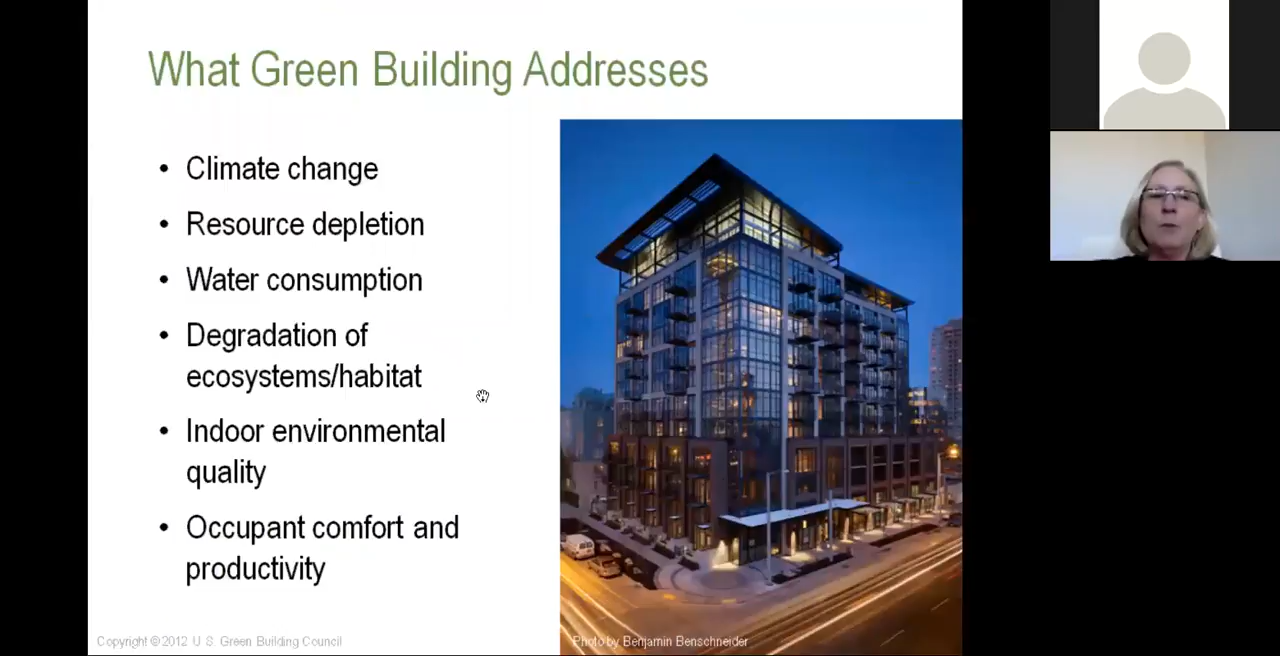 What Green Building Addresses
• Climate change
• Resource depletion
• Water consumption
• Degradation of
ecosystems/habitat
• Indoor environmental
quality
• Occupant comfort and
productivity
Copyright © 2012 U.S. Green Building Council
Photo by Benjamin Benschneider